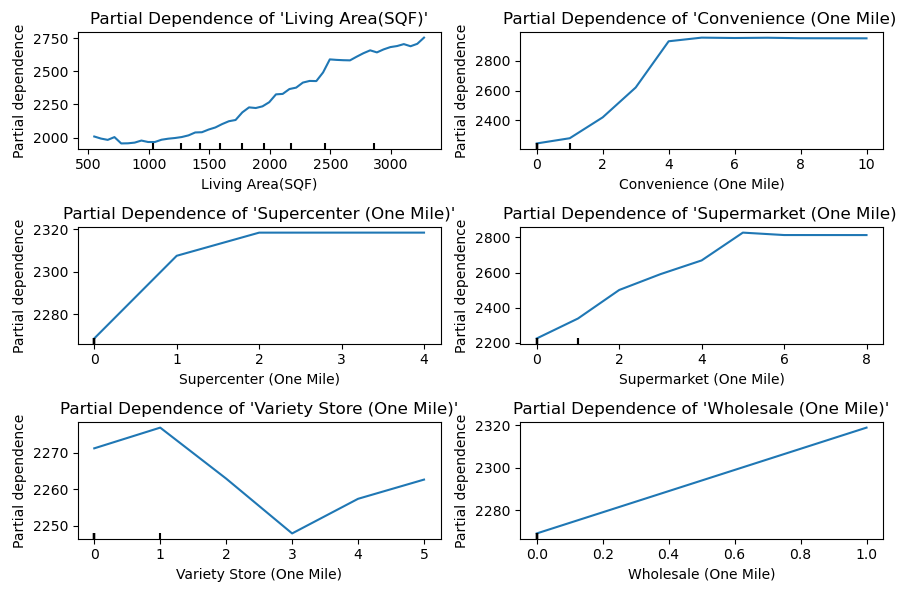 Partial Dependence of 'Living Area(SQF)'
Partial dependence
2750
2500
2250
2000
500 1000 1500 2000 2500 3000
Living Area(SQF)
Partial Dependence of 'Convenience (One Mile)
Partial dependence
2800
2600
2400
0 2 4 6 8 10
Convenience (One Mile)
Partial Dependence of 'Supercenter (One Mile)'
Partial dependence
2320
2300
2280
0 1 2 3 4
Supercenter (One Mile)
Partial Dependence of 'Supermarket (One Mile)
Partial dependence
2800
2600
2400
2200
0 2 4 6 8
Supermarket (One Mile)
Partial Dependence of 'Variety Store (One Mile)'
Partial dependence
2270
2260
2250
0 1 2 3 4 5
Variety Store (One Mile)
Partial Dependence of 'Wholesale (One Mile)'
Partial dependence
2320
2300
2280
0.0 0.2 0.4 0.6 0.8 1.0
Wholesale (One Mile)